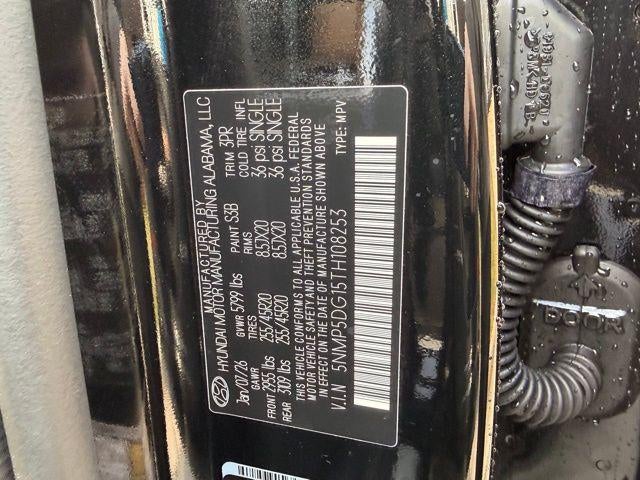 MANUFACTURED BY
HYUNDAI MOTOR MANUFACTURING ALABAMA, LLC
Jan/07/26 GVWR 5799 lbs PAINT S3B TRIM 3PR
GAWR TIRES RIMS COLD TIRE INFL
FRONT 2955 lbs 255/45R20 8.5JX20 36 psi SINGLE
REAR 3109 lbs 255/45R20 8.5JX20 36 psi SINGLE
THIS VEHICLE CONFORMS TO ALL APPLICABLE U.S.A. FEDERAL
MOTOR VEHICLE SAFETY AND THEFT PREVENTION STANDARDS
IN EFFECT ON THE DATE OF MANUFACTURE SHOWN ABOVE
V.I.N 5NMP5DG15TH108253 TYPE: MPV
DOOR